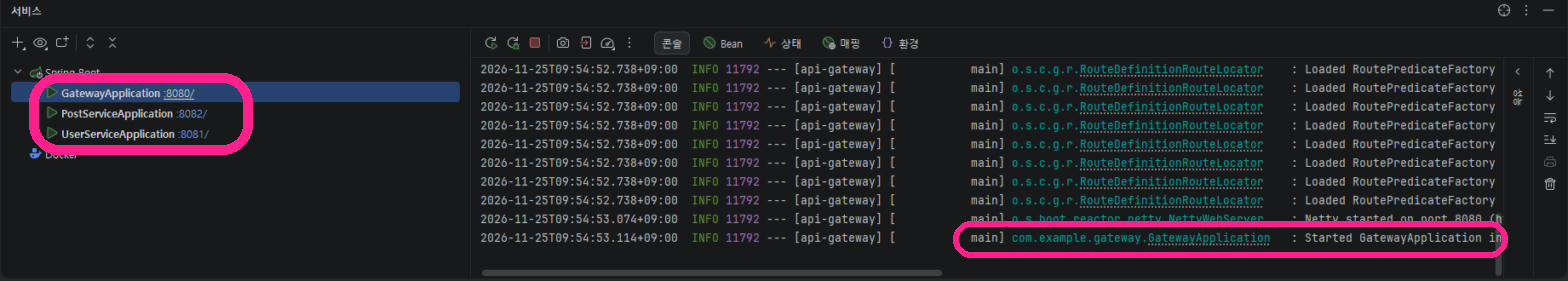 서비스
콘솔 Bean 상태 매핑 환경
Spring Boot
GatewayApplication :8080/
PostServiceApplication :8082/
UserServiceApplication :8081/
Docker
2026-11-25T09:54:52.738+09:00 INFO 11792 --- [api-gateway] [ main] o.s.c.g.r.RouteDefinitionRouteLocator : Loaded RoutePredicateFactory
2026-11-25T09:54:52.738+09:00 INFO 11792 --- [api-gateway] [ main] o.s.c.g.r.RouteDefinitionRouteLocator : Loaded RoutePredicateFactory
2026-11-25T09:54:52.738+09:00 INFO 11792 --- [api-gateway] [ main] o.s.c.g.r.RouteDefinitionRouteLocator : Loaded RoutePredicateFactory
2026-11-25T09:54:52.738+09:00 INFO 11792 --- [api-gateway] [ main] o.s.c.g.r.RouteDefinitionRouteLocator : Loaded RoutePredicateFactory
2026-11-25T09:54:52.738+09:00 INFO 11792 --- [api-gateway] [ main] o.s.c.g.r.RouteDefinitionRouteLocator : Loaded RoutePredicateFactory
2026-11-25T09:54:52.738+09:00 INFO 11792 --- [api-gateway] [ main] o.s.c.g.r.RouteDefinitionRouteLocator : Loaded RoutePredicateFactory
2026-11-25T09:54:52.738+09:00 INFO 11792 --- [api-gateway] [ main] o.s.c.g.r.RouteDefinitionRouteLocator : Loaded RoutePredicateFactory
2026-11-25T09:54:52.738+09:00 INFO 11792 --- [api-gateway] [ main] o.s.c.g.r.RouteDefinitionRouteLocator : Loaded RoutePredicateFactory
2026-11-25T09:54:53.074+09:00 INFO 11792 --- [api-gateway] [ main] o.s.boot.reactor.netty.NettyWebServer : Netty started on port 8080 (h
2026-11-25T09:54:53.114+09:00 INFO 11792 --- [api-gateway] [ main] com.example.gateway.GatewayApplication : Started GatewayApplication in